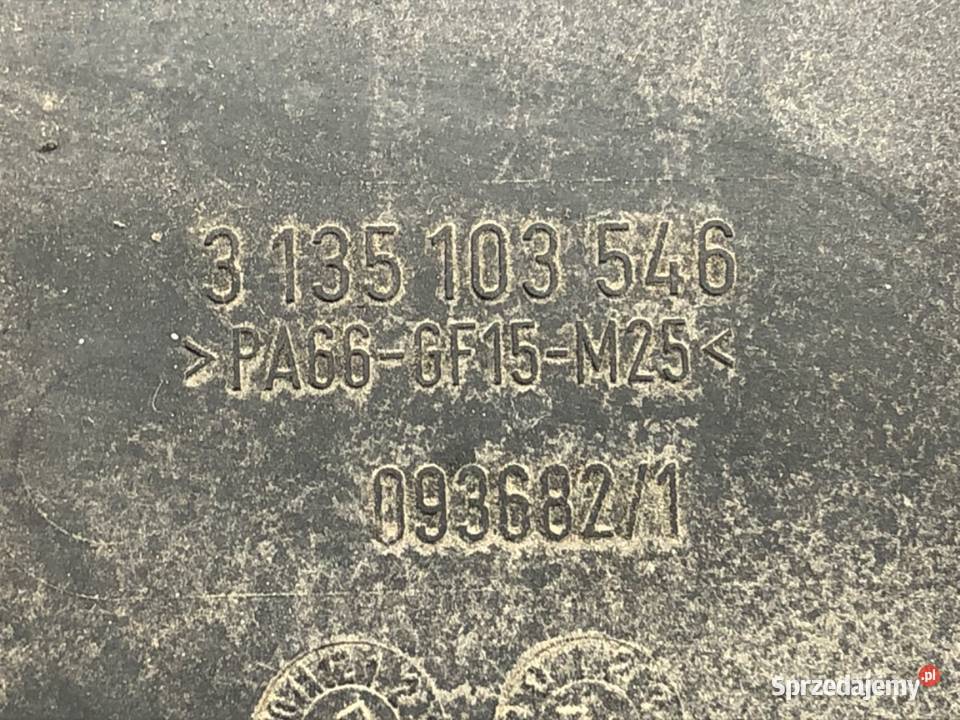 3 135 103 546
>PA66-GF15-M25<
093682/1
Sprzedajemy.pl